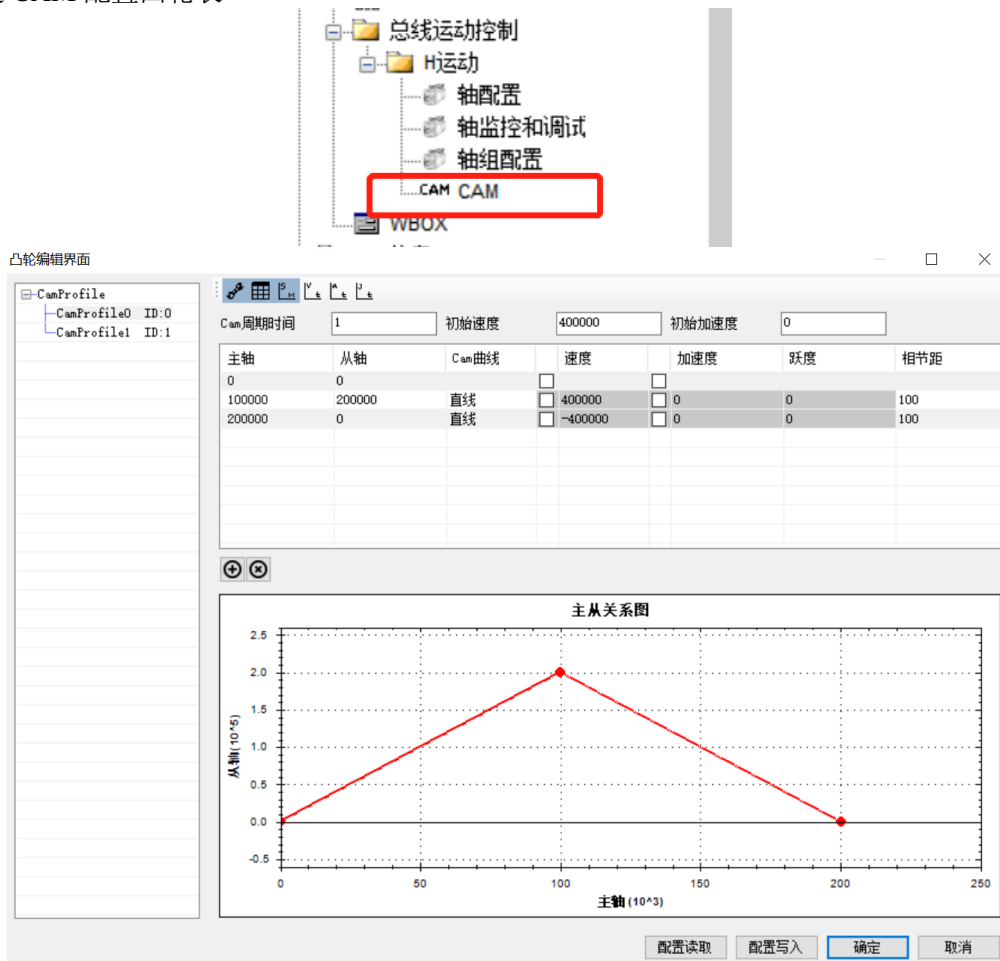 总线运动控制
H运动
轴配置
轴监控和调试
轴组配置
CAM CAM
WBOX
凸轮编辑界面
CamProfile
CamProfile0 ID:0
CamProfile1 ID:1
Cam周期时间 1 初始速度 400000 初始加速度 0
主轴 从轴 Cam曲线 速度 加速度 跃度 相节距
0 0
100000 200000 直线 400000 0 0 100
200000 0 直线 -400000 0 0 100
主从关系图
2.5
2.0
1.5
1.0
0.5
0.0
-0.5
从轴(10^5)
0 50 100 150 200 250
主轴(10^3)
配置读取 配置写入 确定 取消